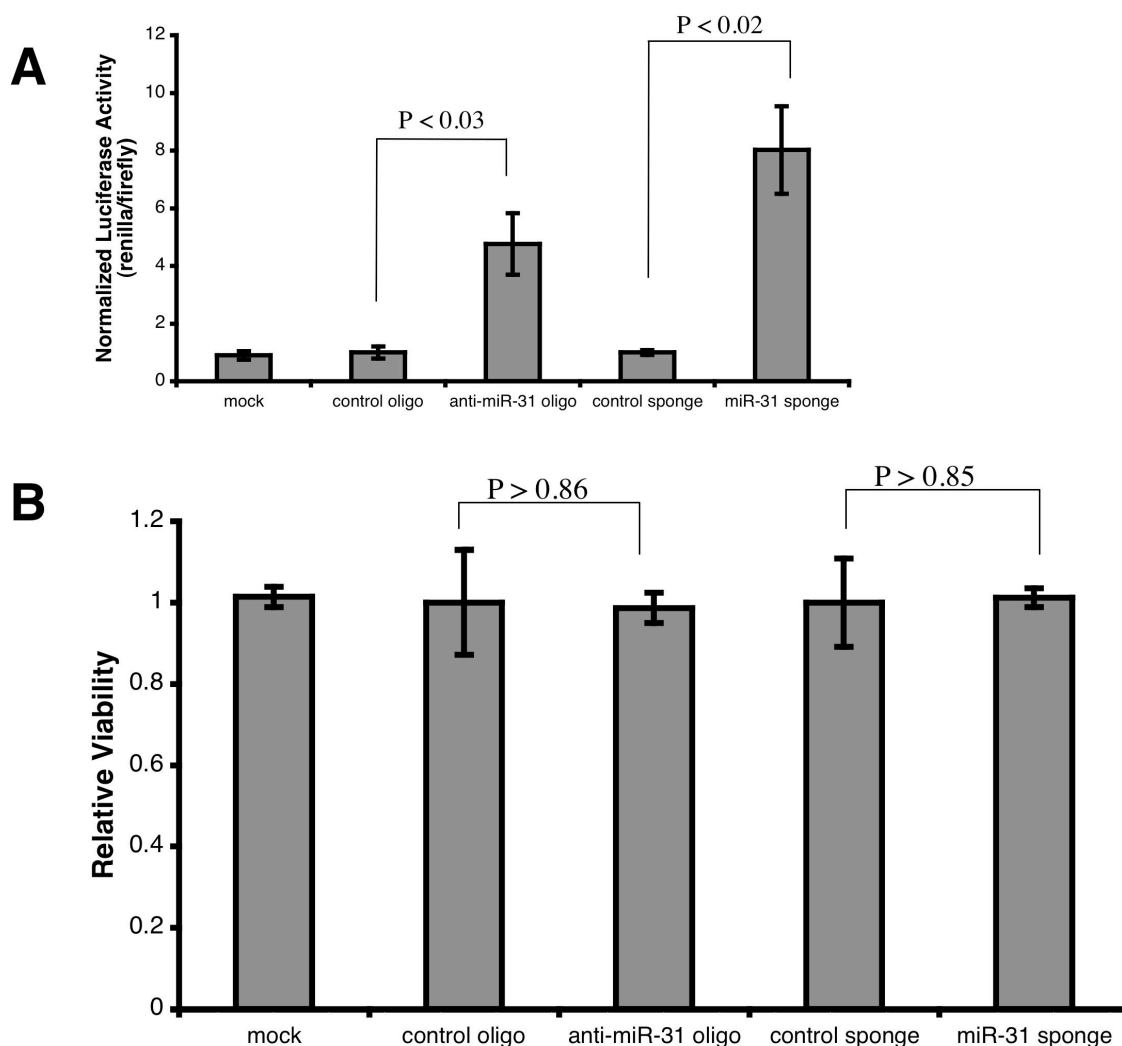 A
Normalized Luciferase Activity
(renilla/firefly)
12
10
8
6
4
2
0
P < 0.03
P < 0.02
mock
control oligo
anti-miR-31 oligo
control sponge
miR-31 sponge
B
Relative Viability
1.2
1
0.8
0.6
0.4
0.2
0
P > 0.86
P > 0.85
mock
control oligo
anti-miR-31 oligo
control sponge
miR-31 sponge